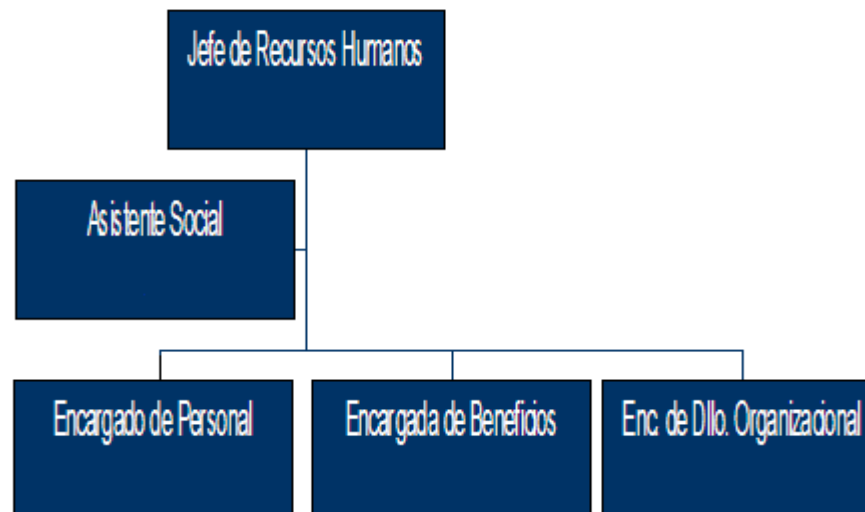 Jefe de Recursos Humanos
Asistente Social
Encargado de Personal
Encargada de Beneficios
Enc. de Dllo. Organizacional